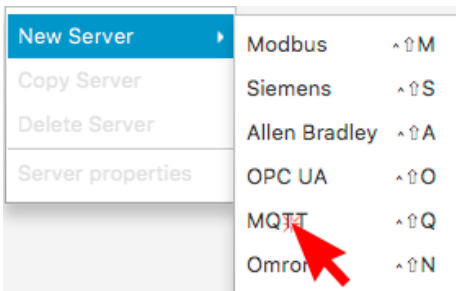 New Server
Copy Server
Delete Server
Server properties
Modbus ^⇧M
Siemens ^⇧S
Allen Bradley ^⇧A
OPC UA ^⇧O
MQTT ^⇧Q
Omron ^⇧N